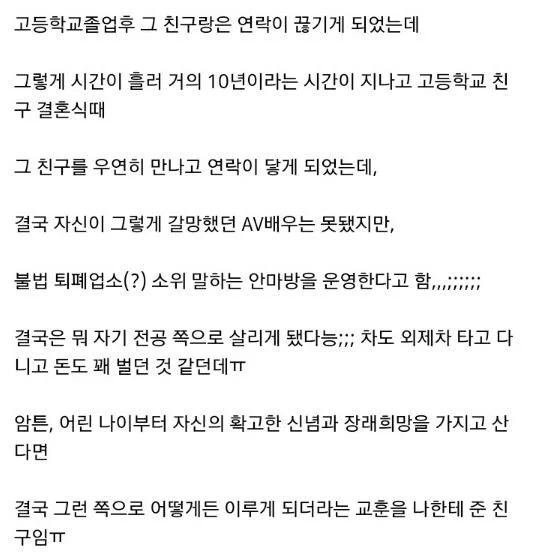 고등학교졸업후 그 친구랑은 연락이 끊기게 되었는데
그렇게 시간이 흘러 거의 10년이라는 시간이 지나고 고등학교 친
구 결혼식때
그 친구를 우연히 만나고 연락이 닿게 되었는데,
결국 자신이 그렇게 갈망했던 AV배우는 못됐지만,
불법 퇴폐업소(?) 소위 말하는 안마방을 운영한다고 함,,,;;;;;;
결국은 뭐 자기 전공 쪽으로 살리게 됐다능;;; 차도 외제차 타고 다
니고 돈도 꽤 벌던 것 같던데ㅠ
암튼, 어린 나이부터 자신의 확고한 신념과 장래희망을 가지고 산
다면
결국 그런 쪽으로 어떻게든 이루게 되더라는 교훈을 나한테 준 친
구임ㅠ